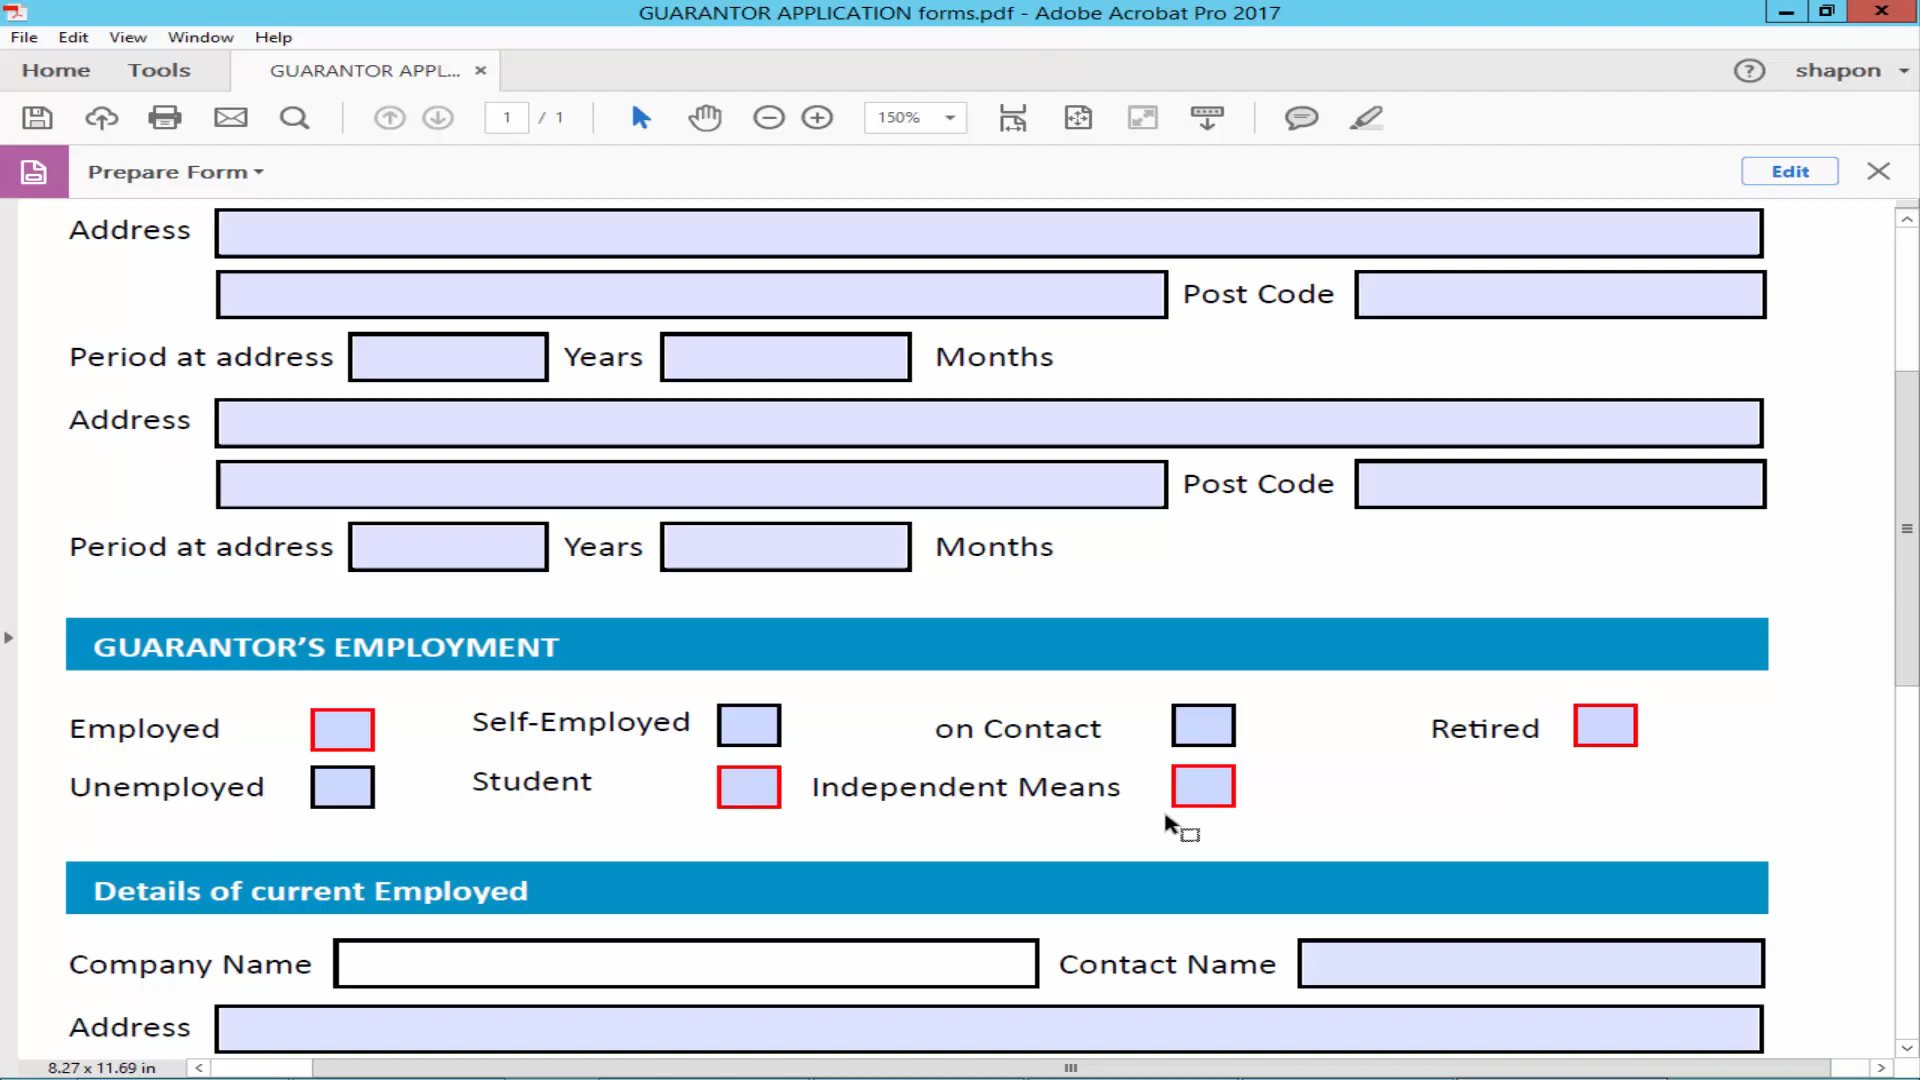 GUARANTOR APPLICATION forms.pdf - Adobe Acrobat Pro 2017
File Edit View Window Help
Home Tools GUARANTOR APPL... × ? shapon
1 / 1 150%
Prepare Form Edit
Address
Post Code
Period at address Years Months
Address
Post Code
Period at address Years Months
GUARANTOR’S EMPLOYMENT
Employed Self-Employed on Contact Retired
Unemployed Student Independent Means
Details of current Employed
Company Name Contact Name
Address
8.27 x 11.69 in